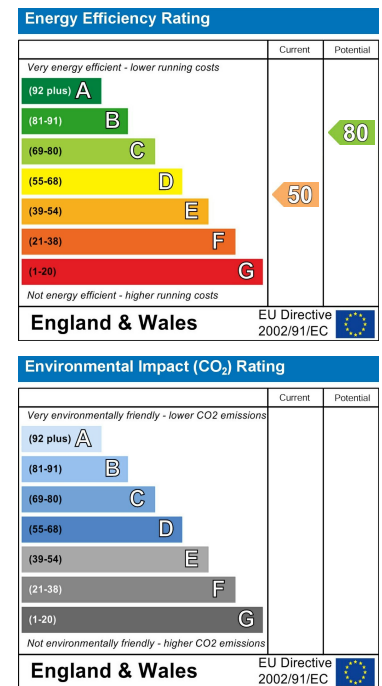 Energy Efficiency Rating
Current Potential
Very energy efficient - lower running costs
(92 plus) A
(81-91) B
(69-80) C
(55-68) D
(39-54) E
(21-38) F
(1-20) G
50
80
Not energy efficient - higher running costs
England & Wales
EU Directive
2002/91/EC
Environmental Impact (CO₂) Rating
Current Potential
Very environmentally friendly - lower CO2 emissions
(92 plus) A
(81-91) B
(69-80) C
(55-68) D
(39-54) E
(21-38) F
(1-20) G
Not environmentally friendly - higher CO2 emissions
England & Wales
EU Directive
2002/91/EC